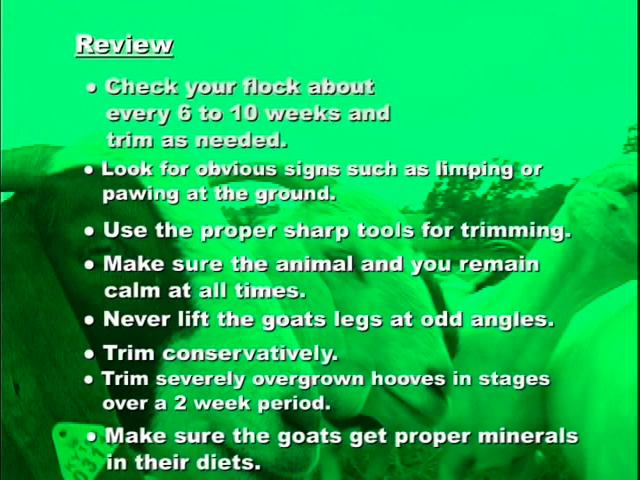 Review
• Check your flock about
every 6 to 10 weeks and
trim as needed.
• Look for obvious signs such as limping or
pawing at the ground.
• Use the proper sharp tools for trimming.
• Make sure the animal and you remain
calm at all times.
• Never lift the goats legs at odd angles.
• Trim conservatively.
• Trim severely overgrown hooves in stages
over a 2 week period.
• Make sure the goats get proper minerals
in their diets.